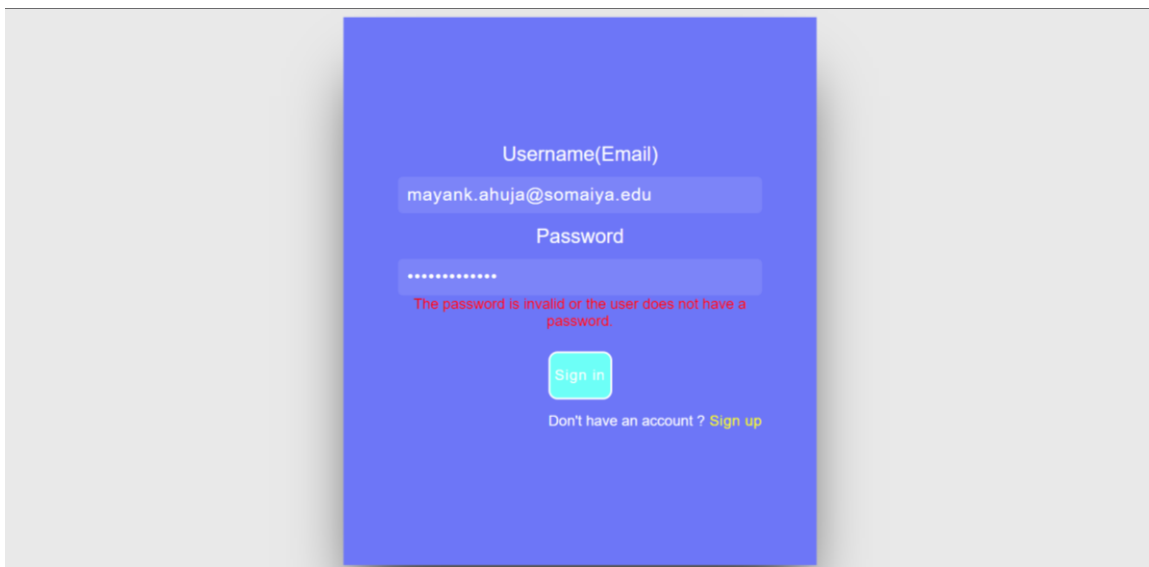 Username(Email)
mayank.ahuja@somaiya.edu
Password
•••••••••••••
The password is invalid or the user does not have a
password.
Sign in
Don't have an account ? Sign up